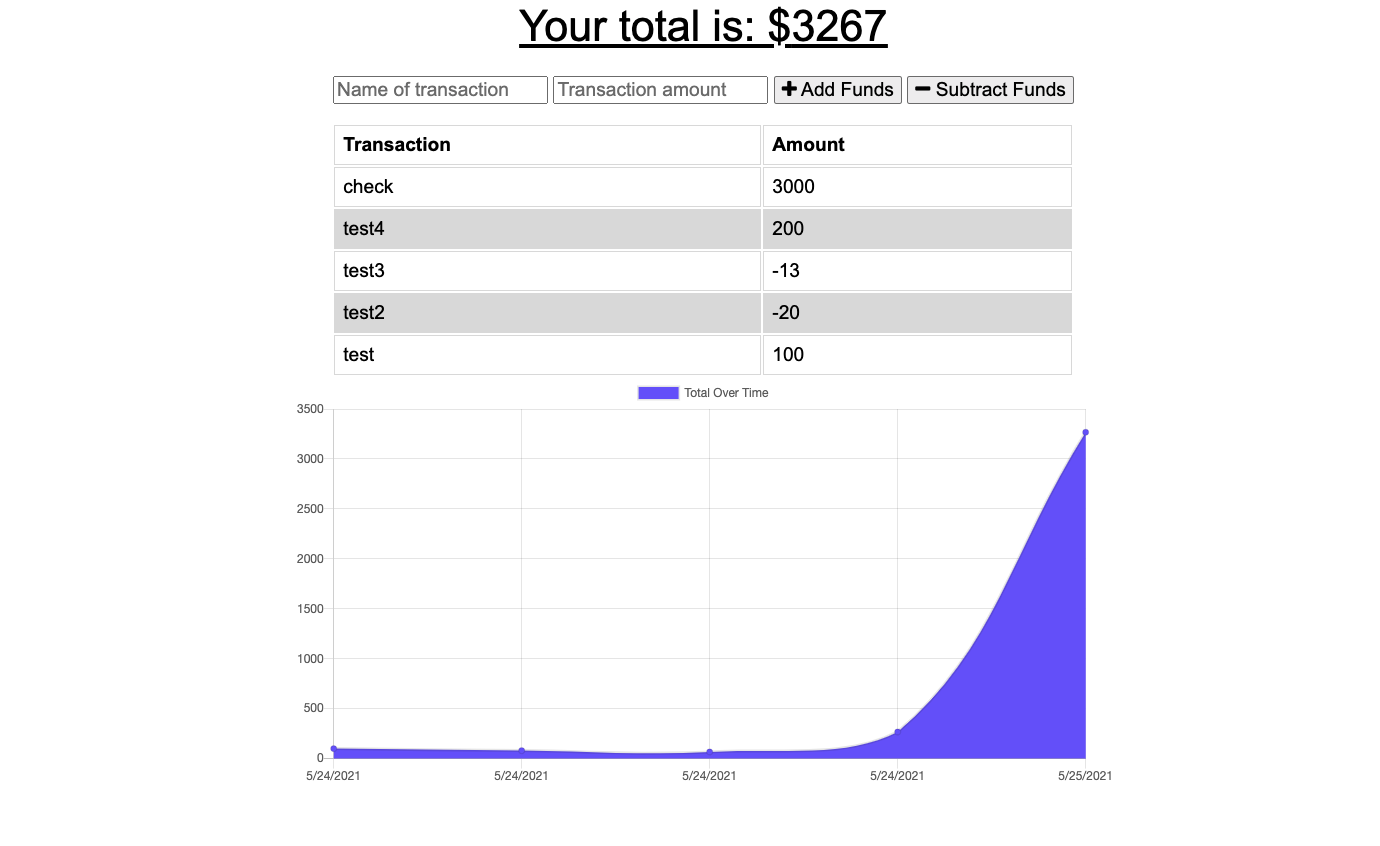 Your total is: $3267
Name of transaction Transaction amount Add Funds Subtract Funds
Transaction Amount
check 3000
test4 200
test3 -13
test2 -20
test 100
Total Over Time
3500
3000
2500
2000
1500
1000
500
0
5/24/2021 5/24/2021 5/24/2021 5/24/2021 5/25/2021